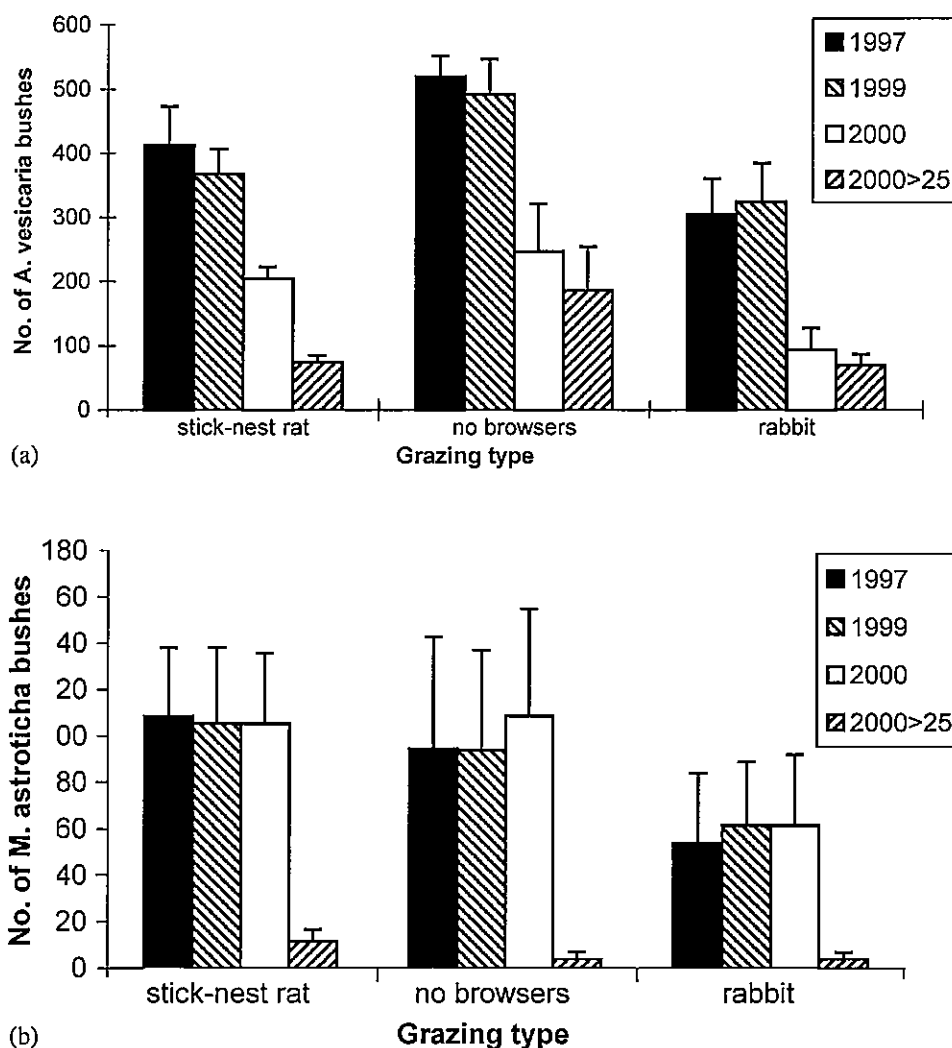 No. of A. vesicaria bushes
600
500
400
300
200
100
0
1997
1999
2000
2000>25
stick-nest rat
no browsers
rabbit
Grazing type
(a)
No. of M. astroticha bushes
180
60
40
20
00
80
60
40
20
0
1997
1999
2000
2000>25
stick-nest rat
no browsers
rabbit
Grazing type
(b)